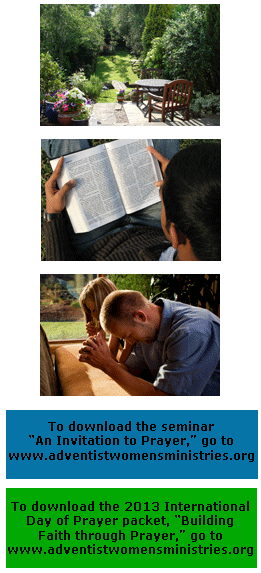 To download the seminar
“An Invitation to Prayer,” go to
www.adventistwomensministries.org
To download the 2013 International
Day of Prayer packet, “Building
Faith through Prayer,” go to
www.adventistwomensministries.org